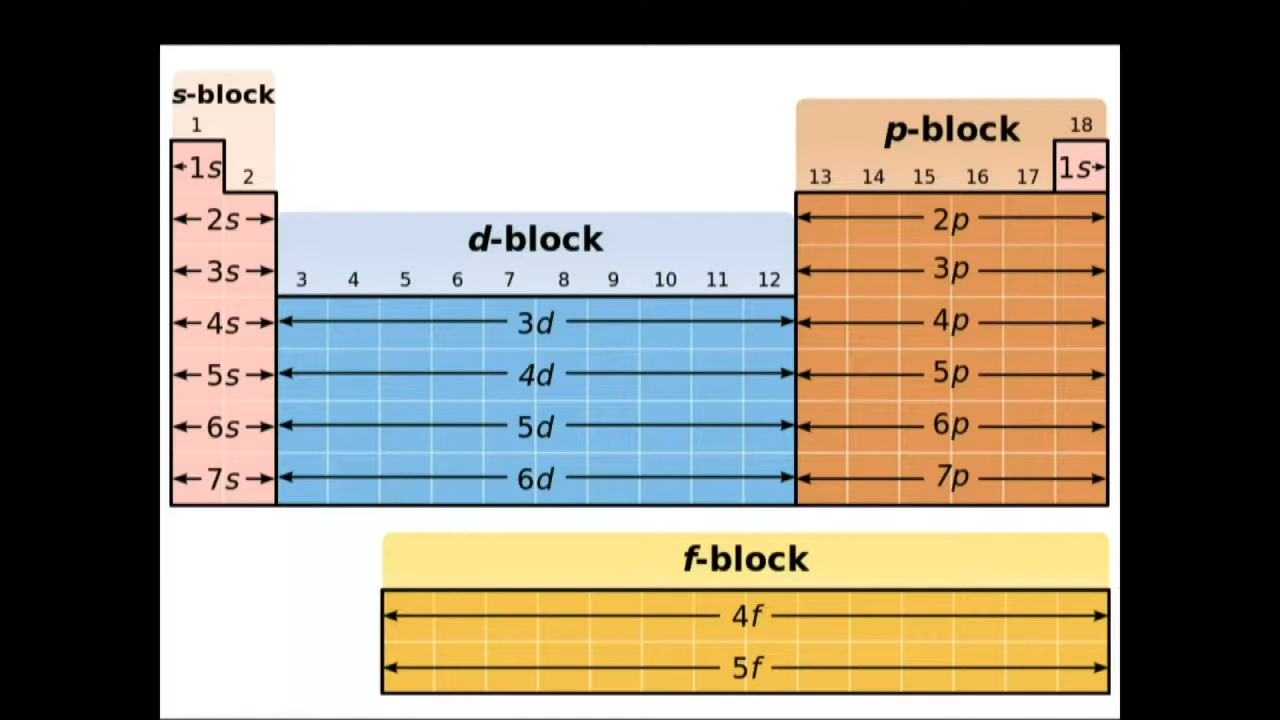 s-block
p-block
1
18
1s
1s
2
13 14 15 16 17
2s
2p
d-block
3s
3p
3 4 5 6 7 8 9 10 11 12
4s
3d
4p
5s
4d
5p
6s
5d
6p
7s
6d
7p
f-block
4f
5f